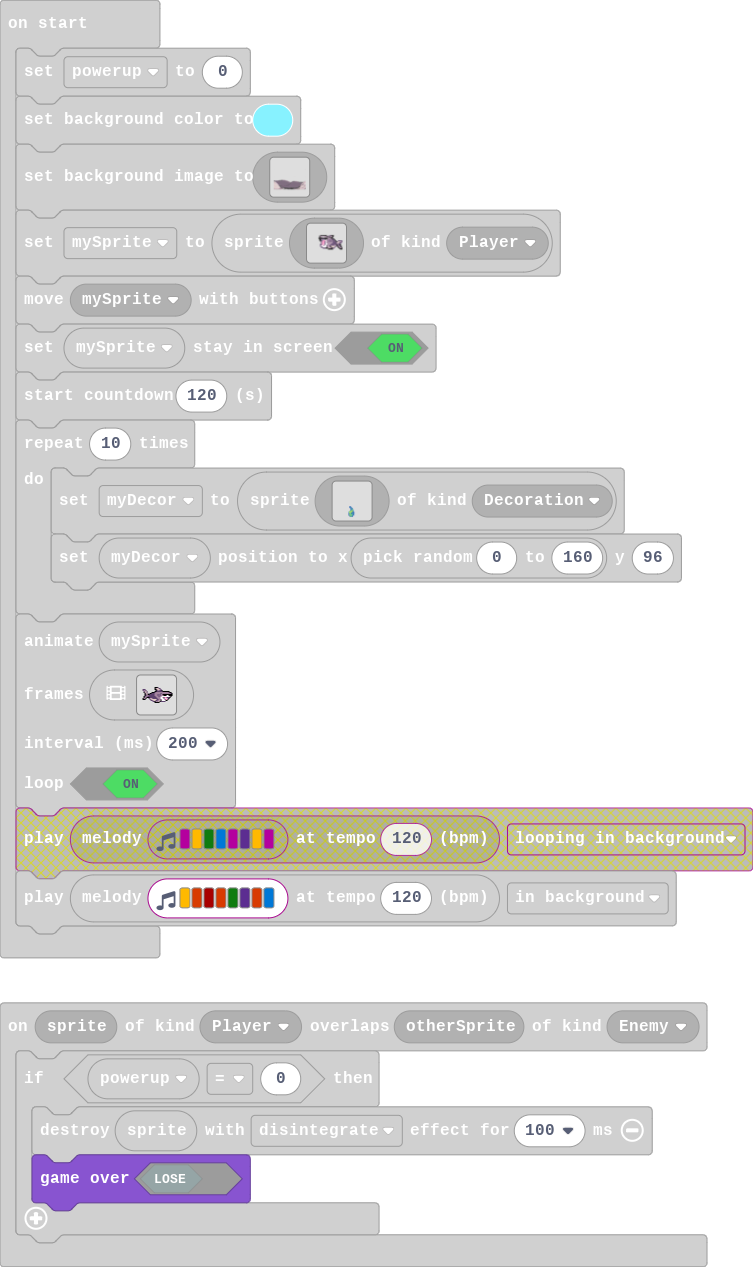 on start
set powerup to 0
set background color to
set background image to
set mySprite to sprite of kind Player
move mySprite with buttons
set mySprite stay in screen ON
start countdown 120 (s)
repeat 10 times
do
set myDecor to sprite of kind Decoration
set myDecor position to x pick random 0 to 160 y 96
animate mySprite
frames
interval (ms) 200
loop ON
play melody at tempo 120 (bpm) looping in background
play melody at tempo 120 (bpm) in background
on sprite of kind Player overlaps otherSprite of kind Enemy
if powerup = 0 then
destroy sprite with disintegrate effect for 100 ms
game over LOSE